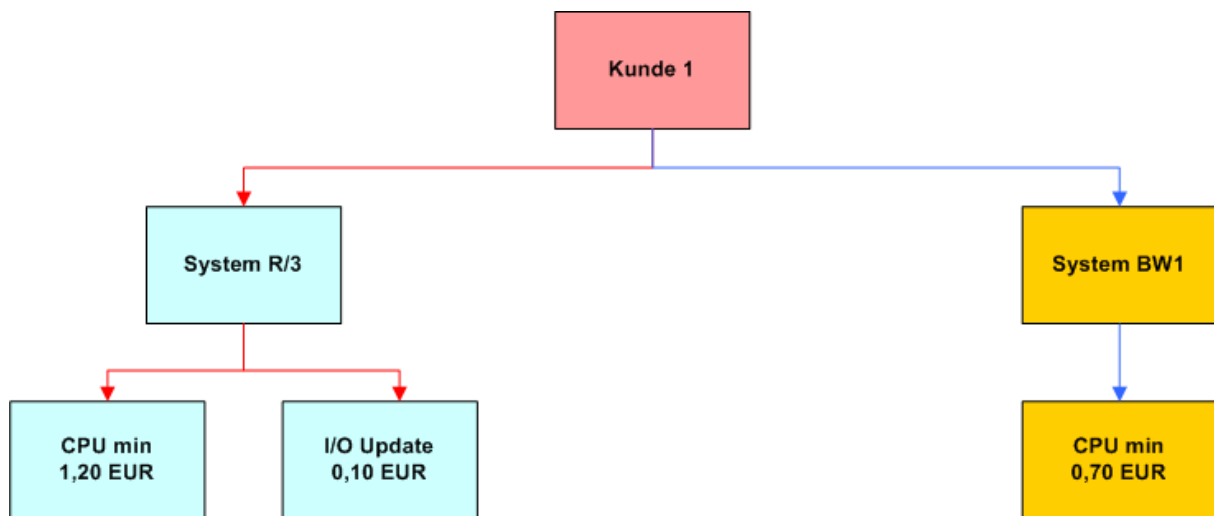 Kunde 1
System R/3
System BW1
CPU min
1,20 EUR
I/O Update
0,10 EUR
CPU min
0,70 EUR